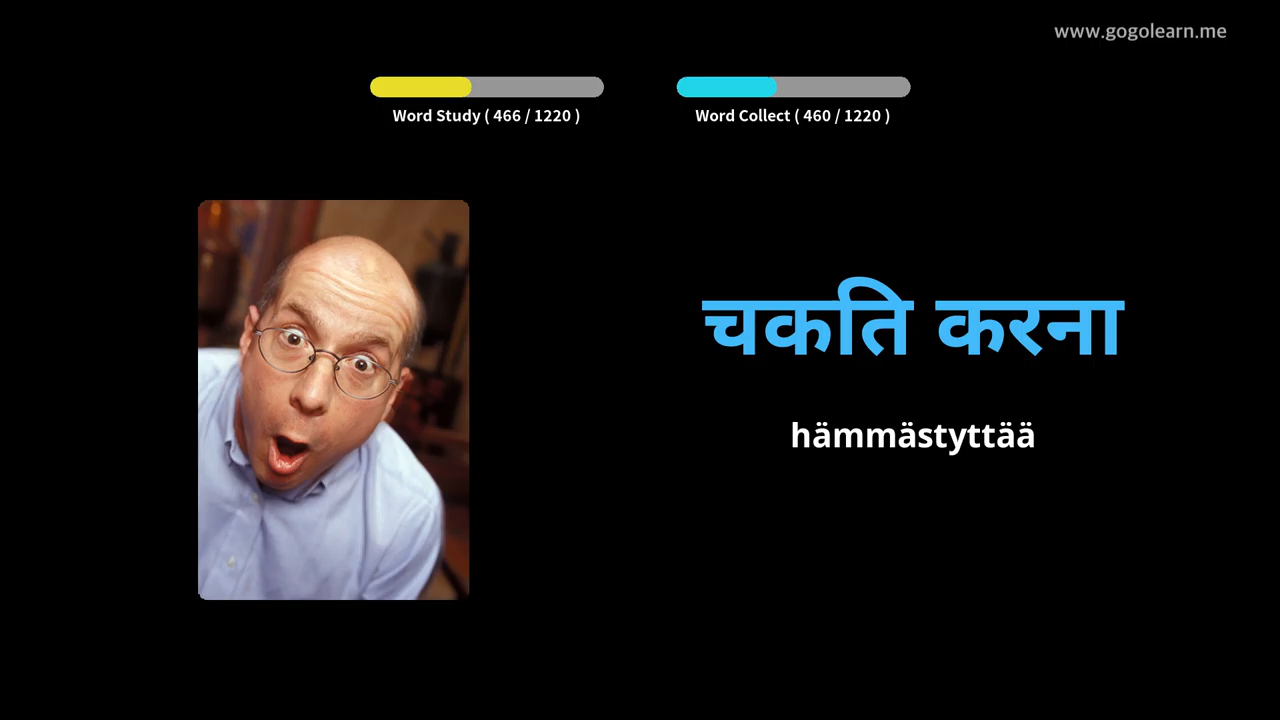 www.gogolearn.me
Word Study ( 466 / 1220 )
Word Collect ( 460 / 1220 )
चकति करना
hämmästyttää